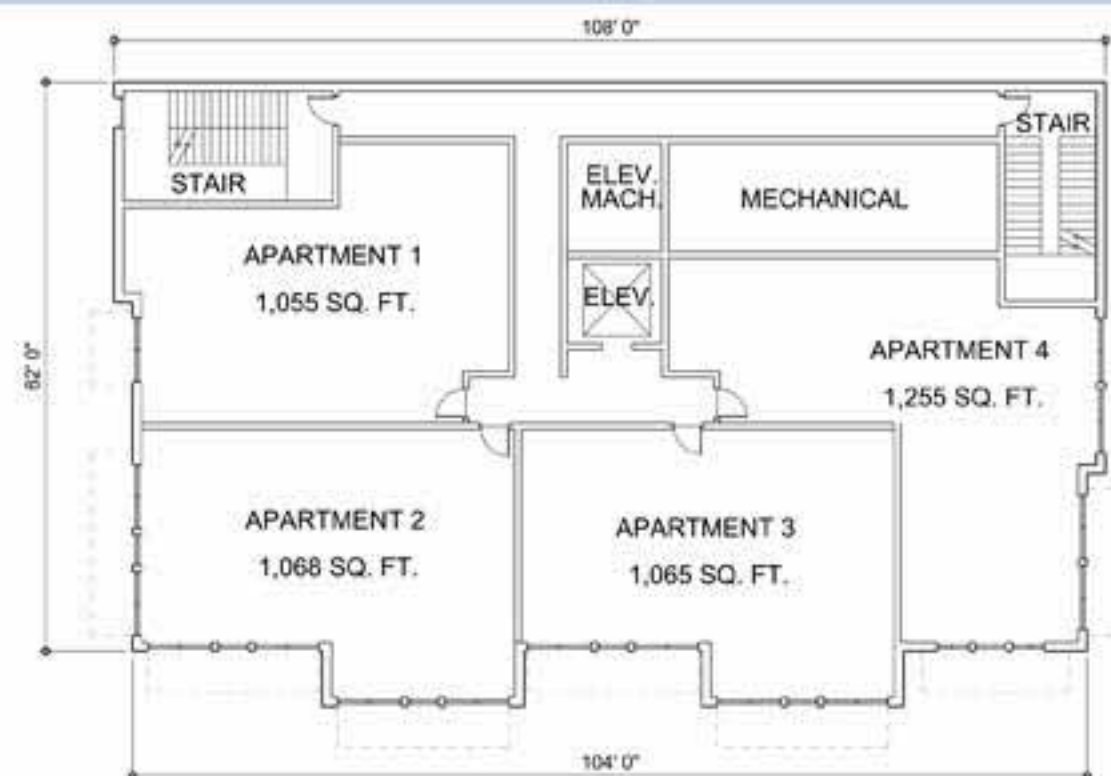 108' 0"
STAIR
STAIR
ELEV.
MACH.
MECHANICAL
APARTMENT 1
1,055 SQ. FT.
ELEV.
62' 0"
APARTMENT 4
1,255 SQ. FT.
APARTMENT 2
1,068 SQ. FT.
APARTMENT 3
1,065 SQ. FT.
104' 0"